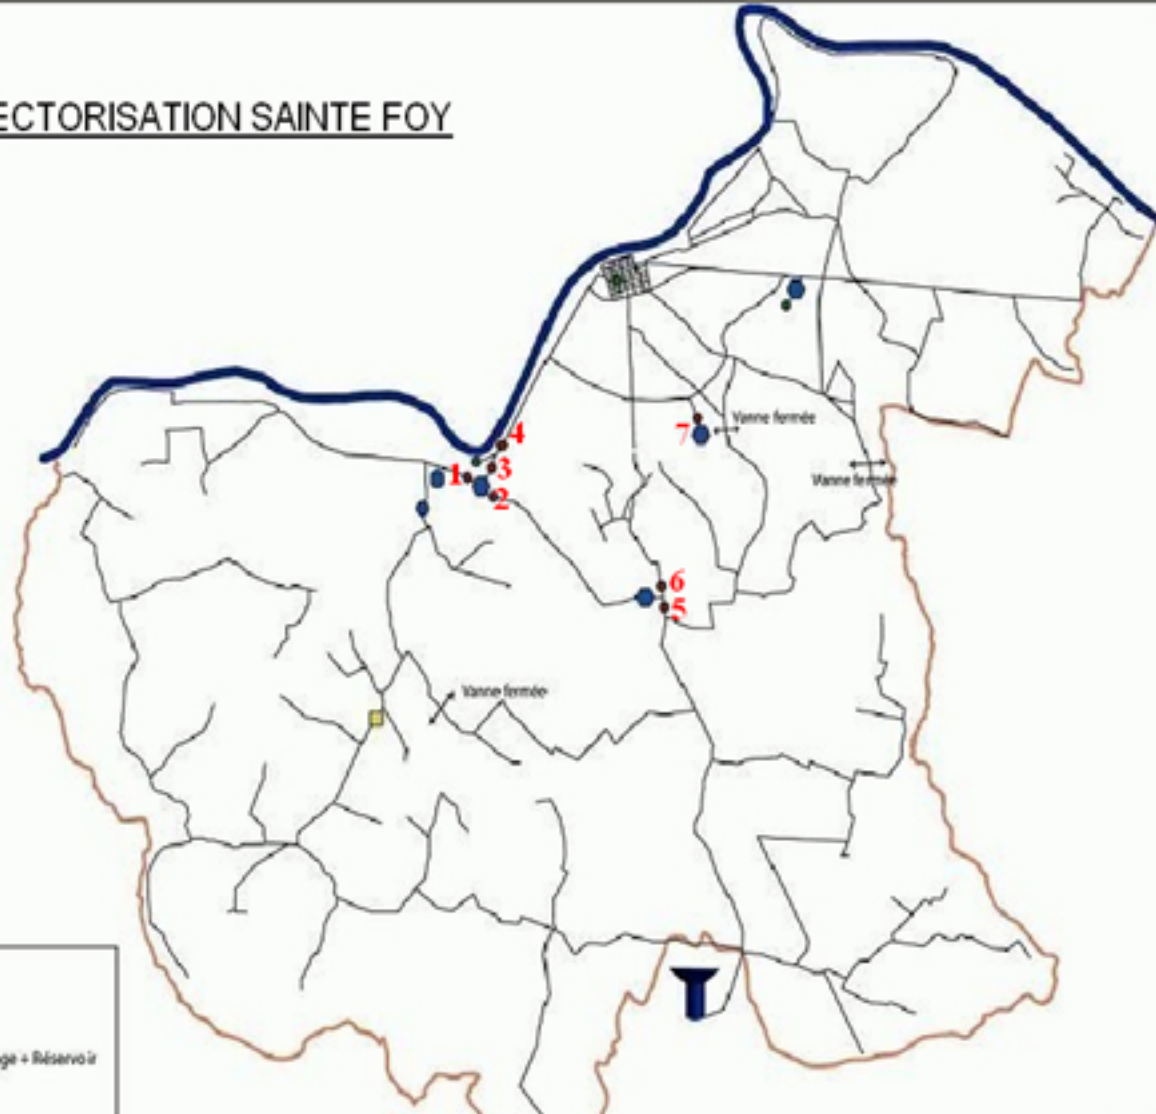 ECTORISATION SAINTE FOY
4
Vanne fermée
7
3
1
Vanne fermée
2
6
5
Vanne fermée
ge + Réservoir